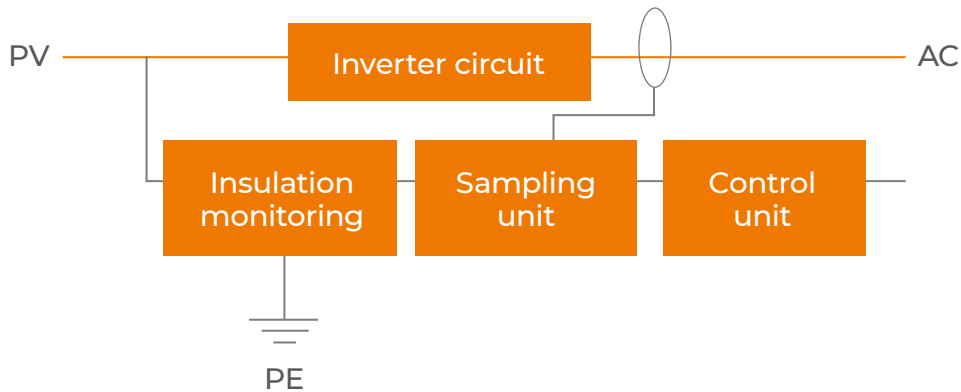 PV
Inverter circuit
AC
Insulation
monitoring
Sampling
unit
Control
unit
PE